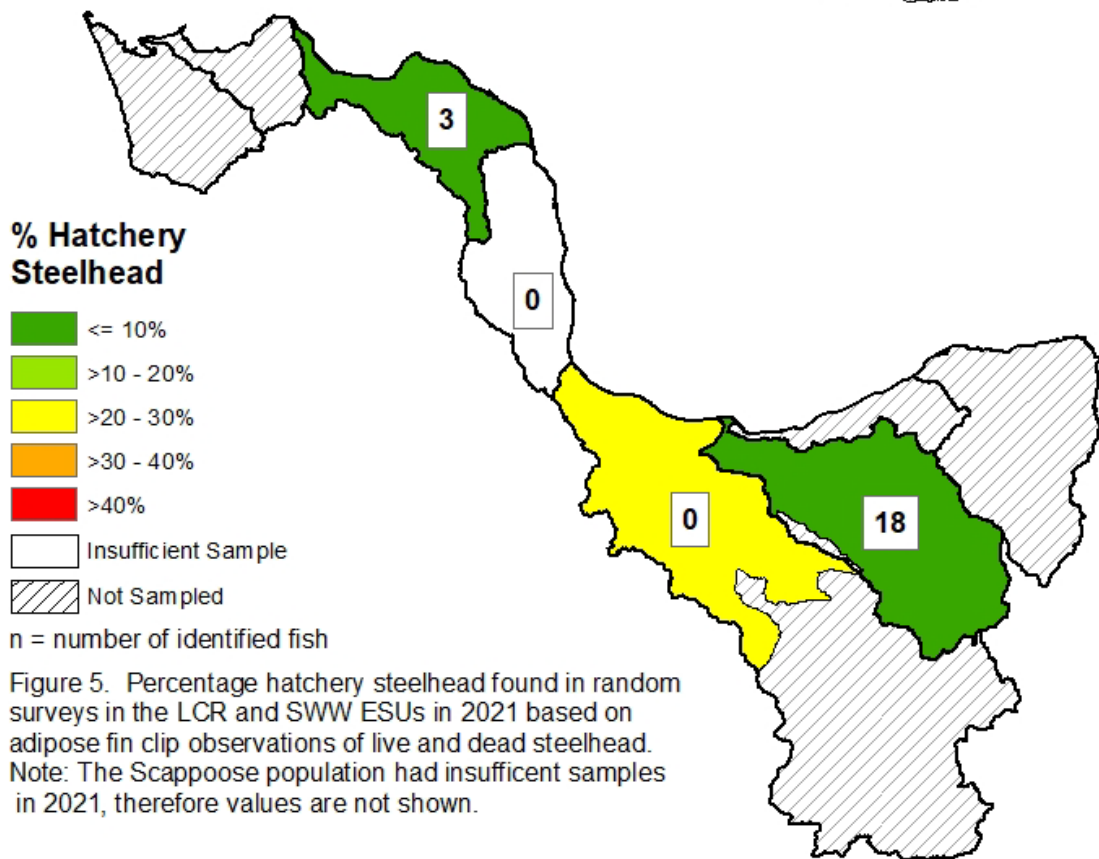 3
% Hatchery
Steelhead
0
<= 10%
>10 - 20%
>20 - 30%
>30 - 40%
>40%
0
18
Insufficient Sample
Not Sampled
n = number of identified fish
Figure 5. Percentage hatchery steelhead found in random
surveys in the LCR and SWW ESUs in 2021 based on
adipose fin clip observations of live and dead steelhead.
Note: The Scappoose population had insufficent samples
in 2021, therefore values are not shown.